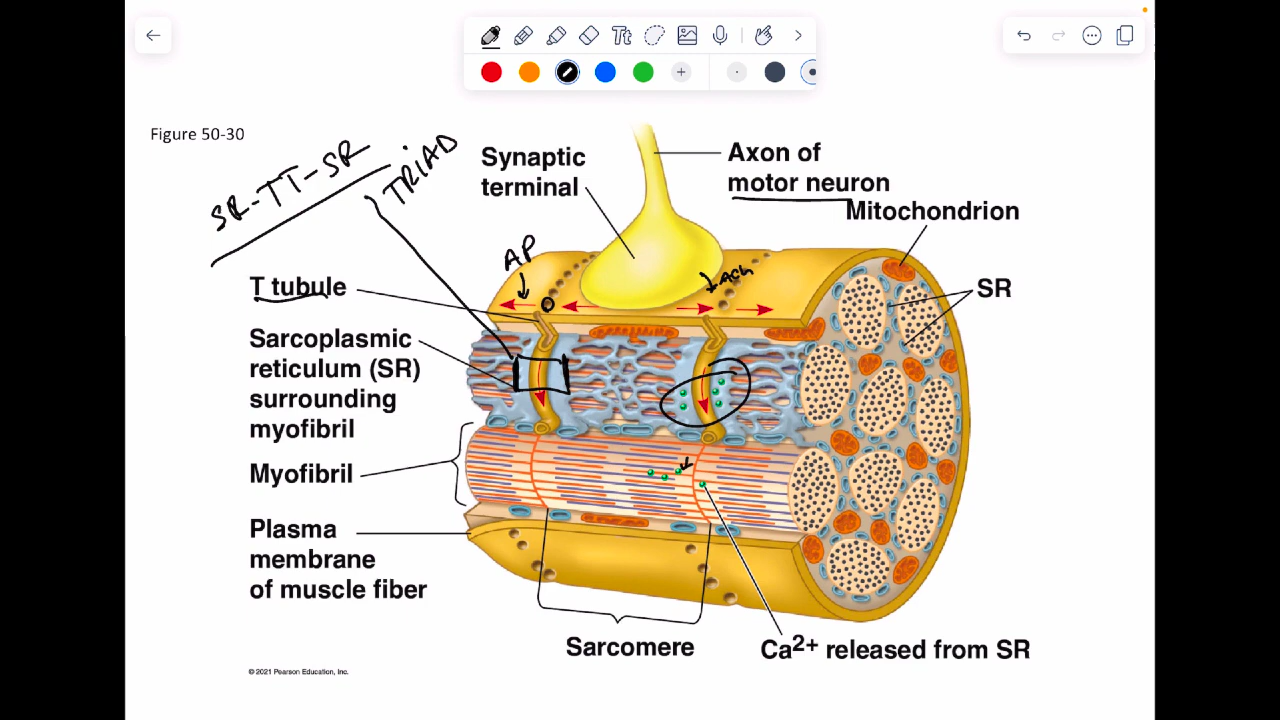 Tt
Figure 50-30
SR-TT-SR
TRIAD
Synaptic
terminal
Axon of
motor neuron
Mitochondrion
AP
ACh
T tubule
SR
Sarcoplasmic
reticulum (SR)
surrounding
myofibril
Myofibril
Plasma
membrane
of muscle fiber
Sarcomere
Ca2+ released from SR
© 2021 Pearson Education, Inc.